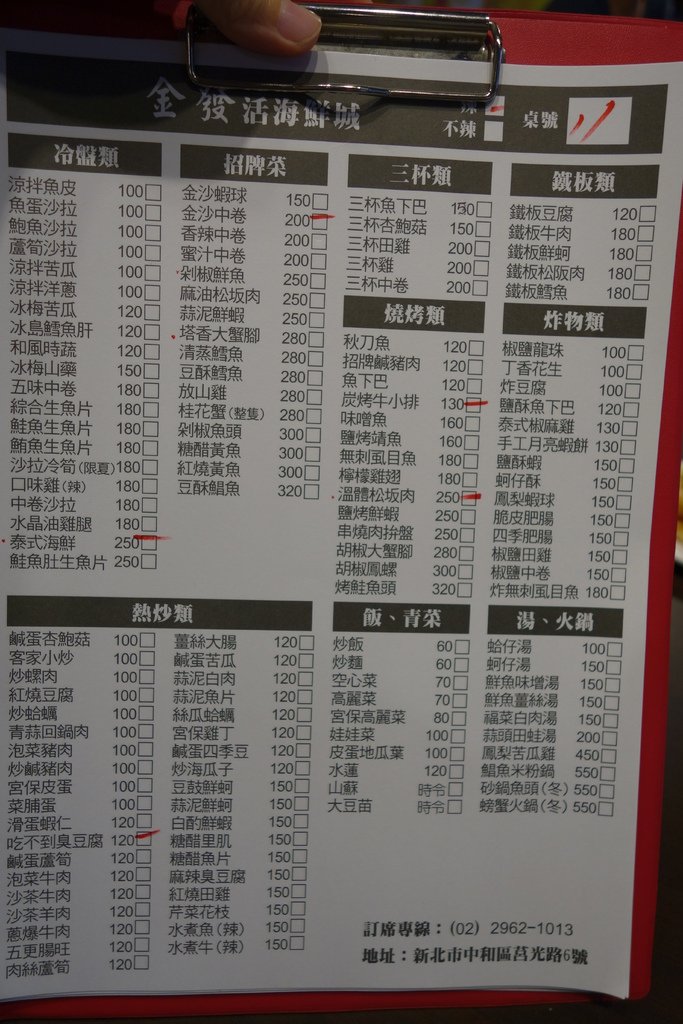 金發活海鮮城
辣
不辣
桌號 11
冷盤類
涼拌魚皮 100
魚蛋沙拉 100
鮑魚沙拉 100
蘆筍沙拉 100
涼拌苦瓜 100
涼拌洋蔥 100
冰梅苦瓜 120
冰島鱈魚肝 120
和風時蔬 120
冰梅山藥 150
五味中卷 180
綜合生魚片 180
鮭魚生魚片 180
鮪魚生魚片 180
沙拉冷筍(限夏) 180
口味雞(辣) 180
中卷沙拉 180
水晶油雞腿 180
泰式海鮮 250
鮭魚肚生魚片 250
招牌菜
金沙蝦球 150
金沙中卷 200
香辣中卷 200
蜜汁中卷 200
剁椒鮮魚 250
麻油松坂肉 250
蒜泥鮮蝦 250
塔香大蟹腳 280
清蒸鱈魚 280
豆酥鱈魚 280
放山雞 280
桂花蟹(整隻) 280
剁椒魚頭 300
糖醋黃魚 300
紅燒黃魚 300
豆酥鯧魚 320
三杯類
三杯魚下巴 150
三杯杏鮑菇 150
三杯田雞 200
三杯雞 200
三杯中卷 200
燒烤類
秋刀魚 120
招牌鹹豬肉 120
魚下巴 120
炭烤牛小排 130
味噌魚 160
鹽烤靖魚 160
無刺虱目魚 180
檸檬雞翅 180
溫體松坂肉 250
鹽烤鮮蝦 250
串燒肉拚盤 250
胡椒大蟹腳 280
胡椒鳳螺 300
烤鮭魚頭 320
鐵板類
鐵板豆腐 120
鐵板牛肉 180
鐵板鮮蚵 180
鐵板松阪肉 180
鐵板鱈魚 180
炸物類
椒鹽龍珠 100
丁香花生 100
炸豆腐 100
鹽酥魚下巴 120
泰式椒麻雞 130
手工月亮蝦餅 130
鹽酥蝦 150
蚵仔酥 150
鳳梨蝦球 150
脆皮肥腸 150
四季肥腸 150
椒鹽田雞 150
椒鹽中卷 150
炸無刺虱目魚 180
熱炒類
鹹蛋杏鮑菇 100
客家小炒 100
炒螺肉 100
紅燒豆腐 100
炒蛤蠣 100
青蒜回鍋肉 100
泡菜豬肉 100
炒鹹豬肉 100
宮保皮蛋 100
菜脯蛋 100
滑蛋蝦仁 120
吃不到臭豆腐 120
鹹蛋蘆筍 120
泡菜牛肉 120
沙茶牛肉 120
沙茶羊肉 120
蔥爆牛肉 120
五更腸旺 120
肉絲蘆筍 120
薑絲大腸 120
鹹蛋苦瓜 120
蒜泥白肉 120
蒜泥魚片 120
絲瓜蛤蠣 120
宮保雞丁 120
鹹蛋四季豆 120
炒海瓜子 120
豆鼓鮮蚵 150
蒜泥鮮蚵 150
白酌鮮蝦 150
糖醋里肌 150
糖醋魚片 150
麻辣臭豆腐 150
紅燒田雞 150
芹菜花枝 150
水煮魚(辣) 150
水煮牛(辣) 150
飯、青菜
炒飯 60
炒麵 60
空心菜 70
高麗菜 70
宮保高麗菜 80
娃娃菜 100
皮蛋地瓜葉 100
水蓮 120
山蘇 時令
大豆苗 時令
湯、火鍋
蛤仔湯 100
蚵仔湯 150
鮮魚味增湯 150
鮮魚薑絲湯 150
福菜白肉湯 150
蒜頭田蛙湯 200
鳳梨苦瓜雞 450
鯧魚米粉鍋 550
砂鍋魚頭(冬) 550
螃蟹火鍋(冬) 550
訂席專線：(02) 2962-1013
地址：新北市中和區莒光路6號